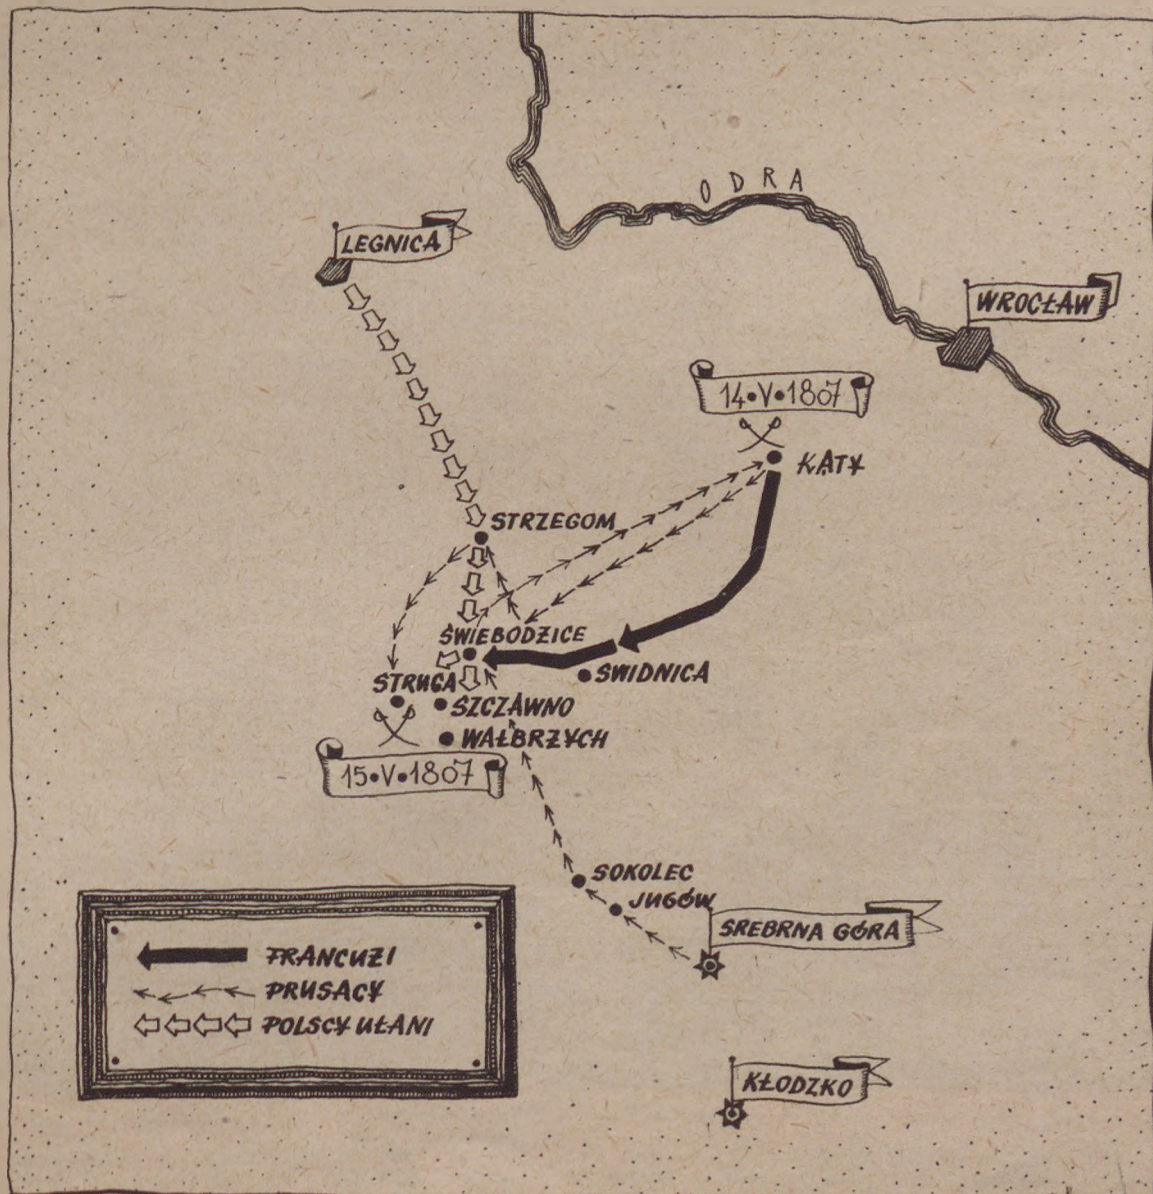 ODRA
LEGNICA
WROCŁAW
14•V•1807
KĄTY
STRZEGOM
ŚWIEBODZICE
ŚWIDNICA
STRUGA
SZCZAWNO
WAŁBRZYCH
15•V•1807
SOKOLEC
JUGÓW
SREBRNA GÓRA
FRANCUZI
PRUSACY
POLSCY UŁANI
KŁODZKO